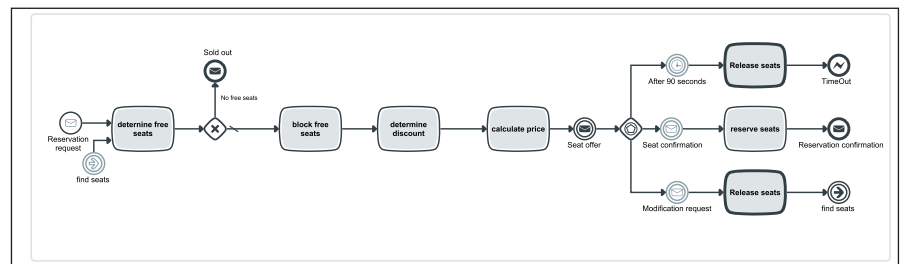 Sold out
No free seats
Reservation
request
find seats
deternine free
seats
block free
seats
determine
discount
calculate price
Seat offer
After 90 seconds
Release seats
TimeOut
Seat confirmation
reserve seats
Reservation confirmation
Modification request
Release seats
find seats